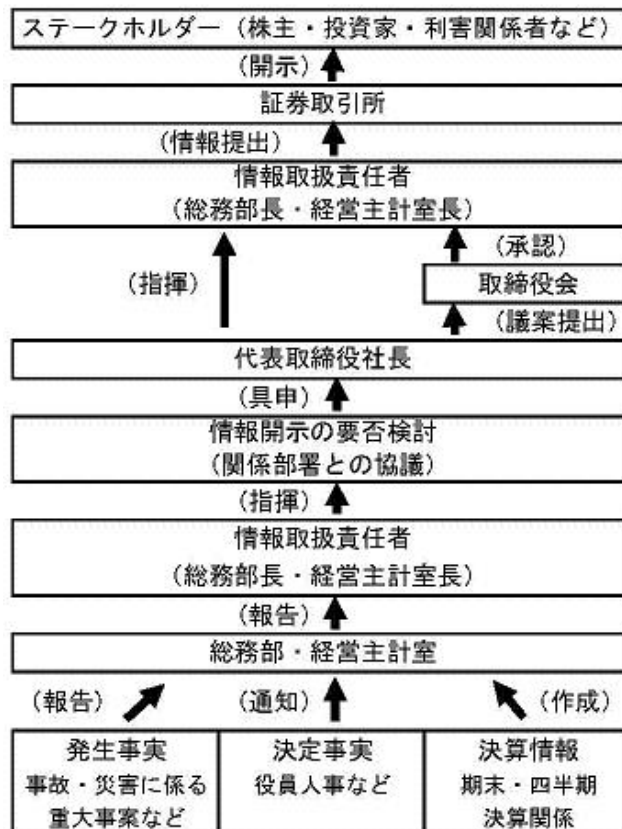 ステークホルダー（株主・投資家・利害関係者など）
（開示）
証券取引所
（情報提出）
情報取扱責任者
（総務部長・経営主計室長）
（承認）
（指揮）
取締役会
（議案提出）
代表取締役社長
（具申）
情報開示の要否検討
（関係部署との協議）
（指揮）
情報取扱責任者
（総務部長・経営主計室長）
（報告）
総務部・経営主計室
（報告）
（通知）
（作成）
発生事実
事故・災害に係る
重大事案など
決定事実
役員人事など
決算情報
期末・四半期
決算関係